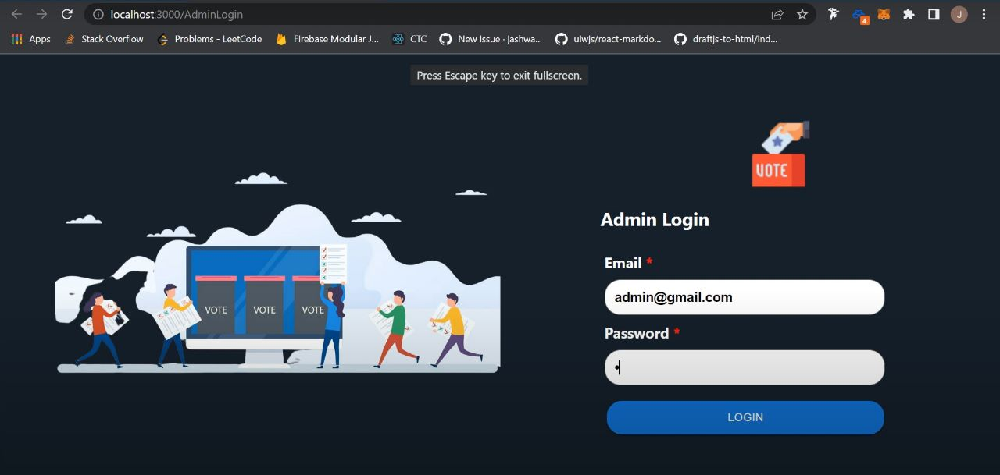 localhost:3000/AdminLogin
J
4
Apps Stack Overflow Problems - LeetCode Firebase Modular J... CTC New Issue · jashwa... uiwjs/react-markdo... draftjs-to-html/ind...
Press Escape key to exit fullscreen.
VOTE
Admin Login
Email *
admin@gmail.com
Password *
LOGIN
VOTE VOTE VOTE